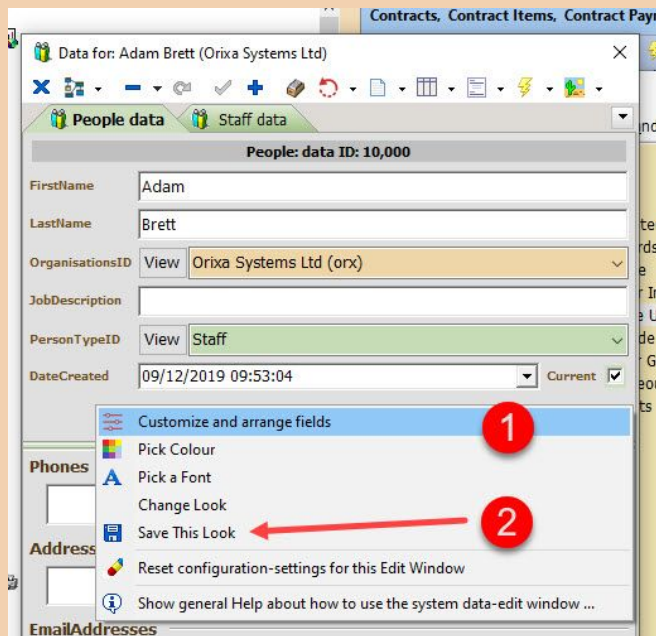 Contracts, Contract Items, Contract Paym
Data for: Adam Brett (Orixa Systems Ltd)
People data
Staff data
People: data ID: 10,000
FirstName Adam
LastName Brett
OrganisationsID View Orixa Systems Ltd (orx)
JobDescription
PersonTypeID View Staff
DateCreated 09/12/2019 09:53:04 Current
Customize and arrange fields 1
Pick Colour
Phones
A Pick a Font
Change Look
Save This Look 2
Address
Reset configuration-settings for this Edit Window
Show general Help about how to use the system data-edit window ...
EmailAddresses